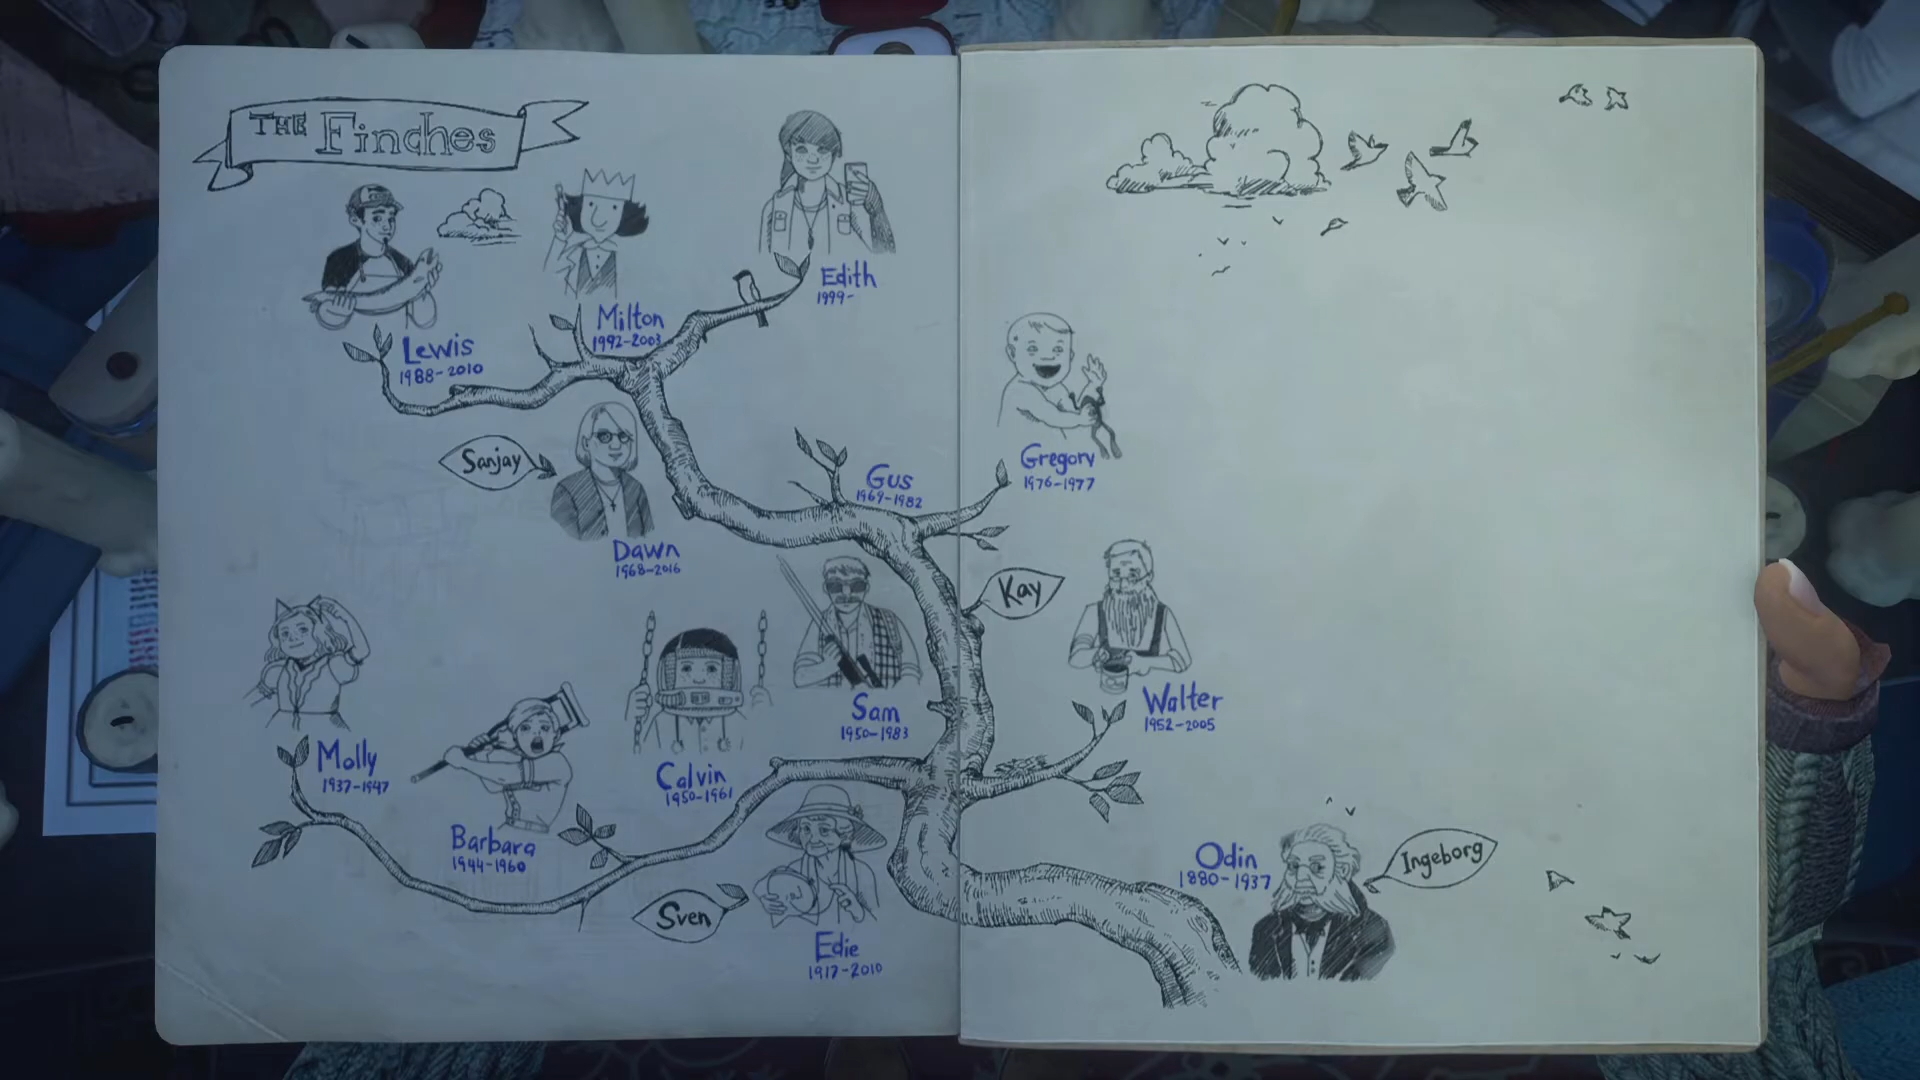 THE Finches
Edith
1999-
Milton
1992-2003
Lewis
1988-2010
Sanjay
Dawn
1968-2016
Gus
1969-1982
Gregory
1976-1977
Kay
Walter
1952-2005
Sam
1950-1983
Calvin
1950-1961
Molly
1937-1947
Barbara
1944-1960
Sven
Edie
1917-2010
Odin
1880-1937
Ingeborg